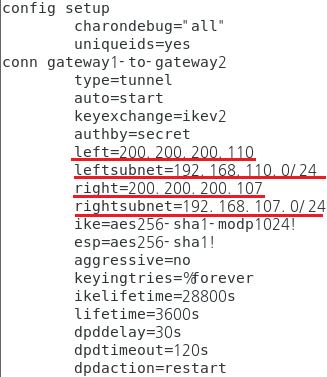 config setup
charondebug="all"
uniqueids=yes
conn gateway1-to-gateway2
type=tunnel
auto=start
keyexchange=ikev2
authby=secret
left=200.200.200.110
leftsubnet=192.168.110.0/24
right=200.200.200.107
rightsubnet=192.168.107.0/24
ike=aes256-sha1-modp1024!
esp=aes256-sha1!
aggressive=no
keyingtries=%forever
ikelifetime=28800s
lifetime=3600s
dpddelay=30s
dpdtimeout=120s
dpdaction=restart